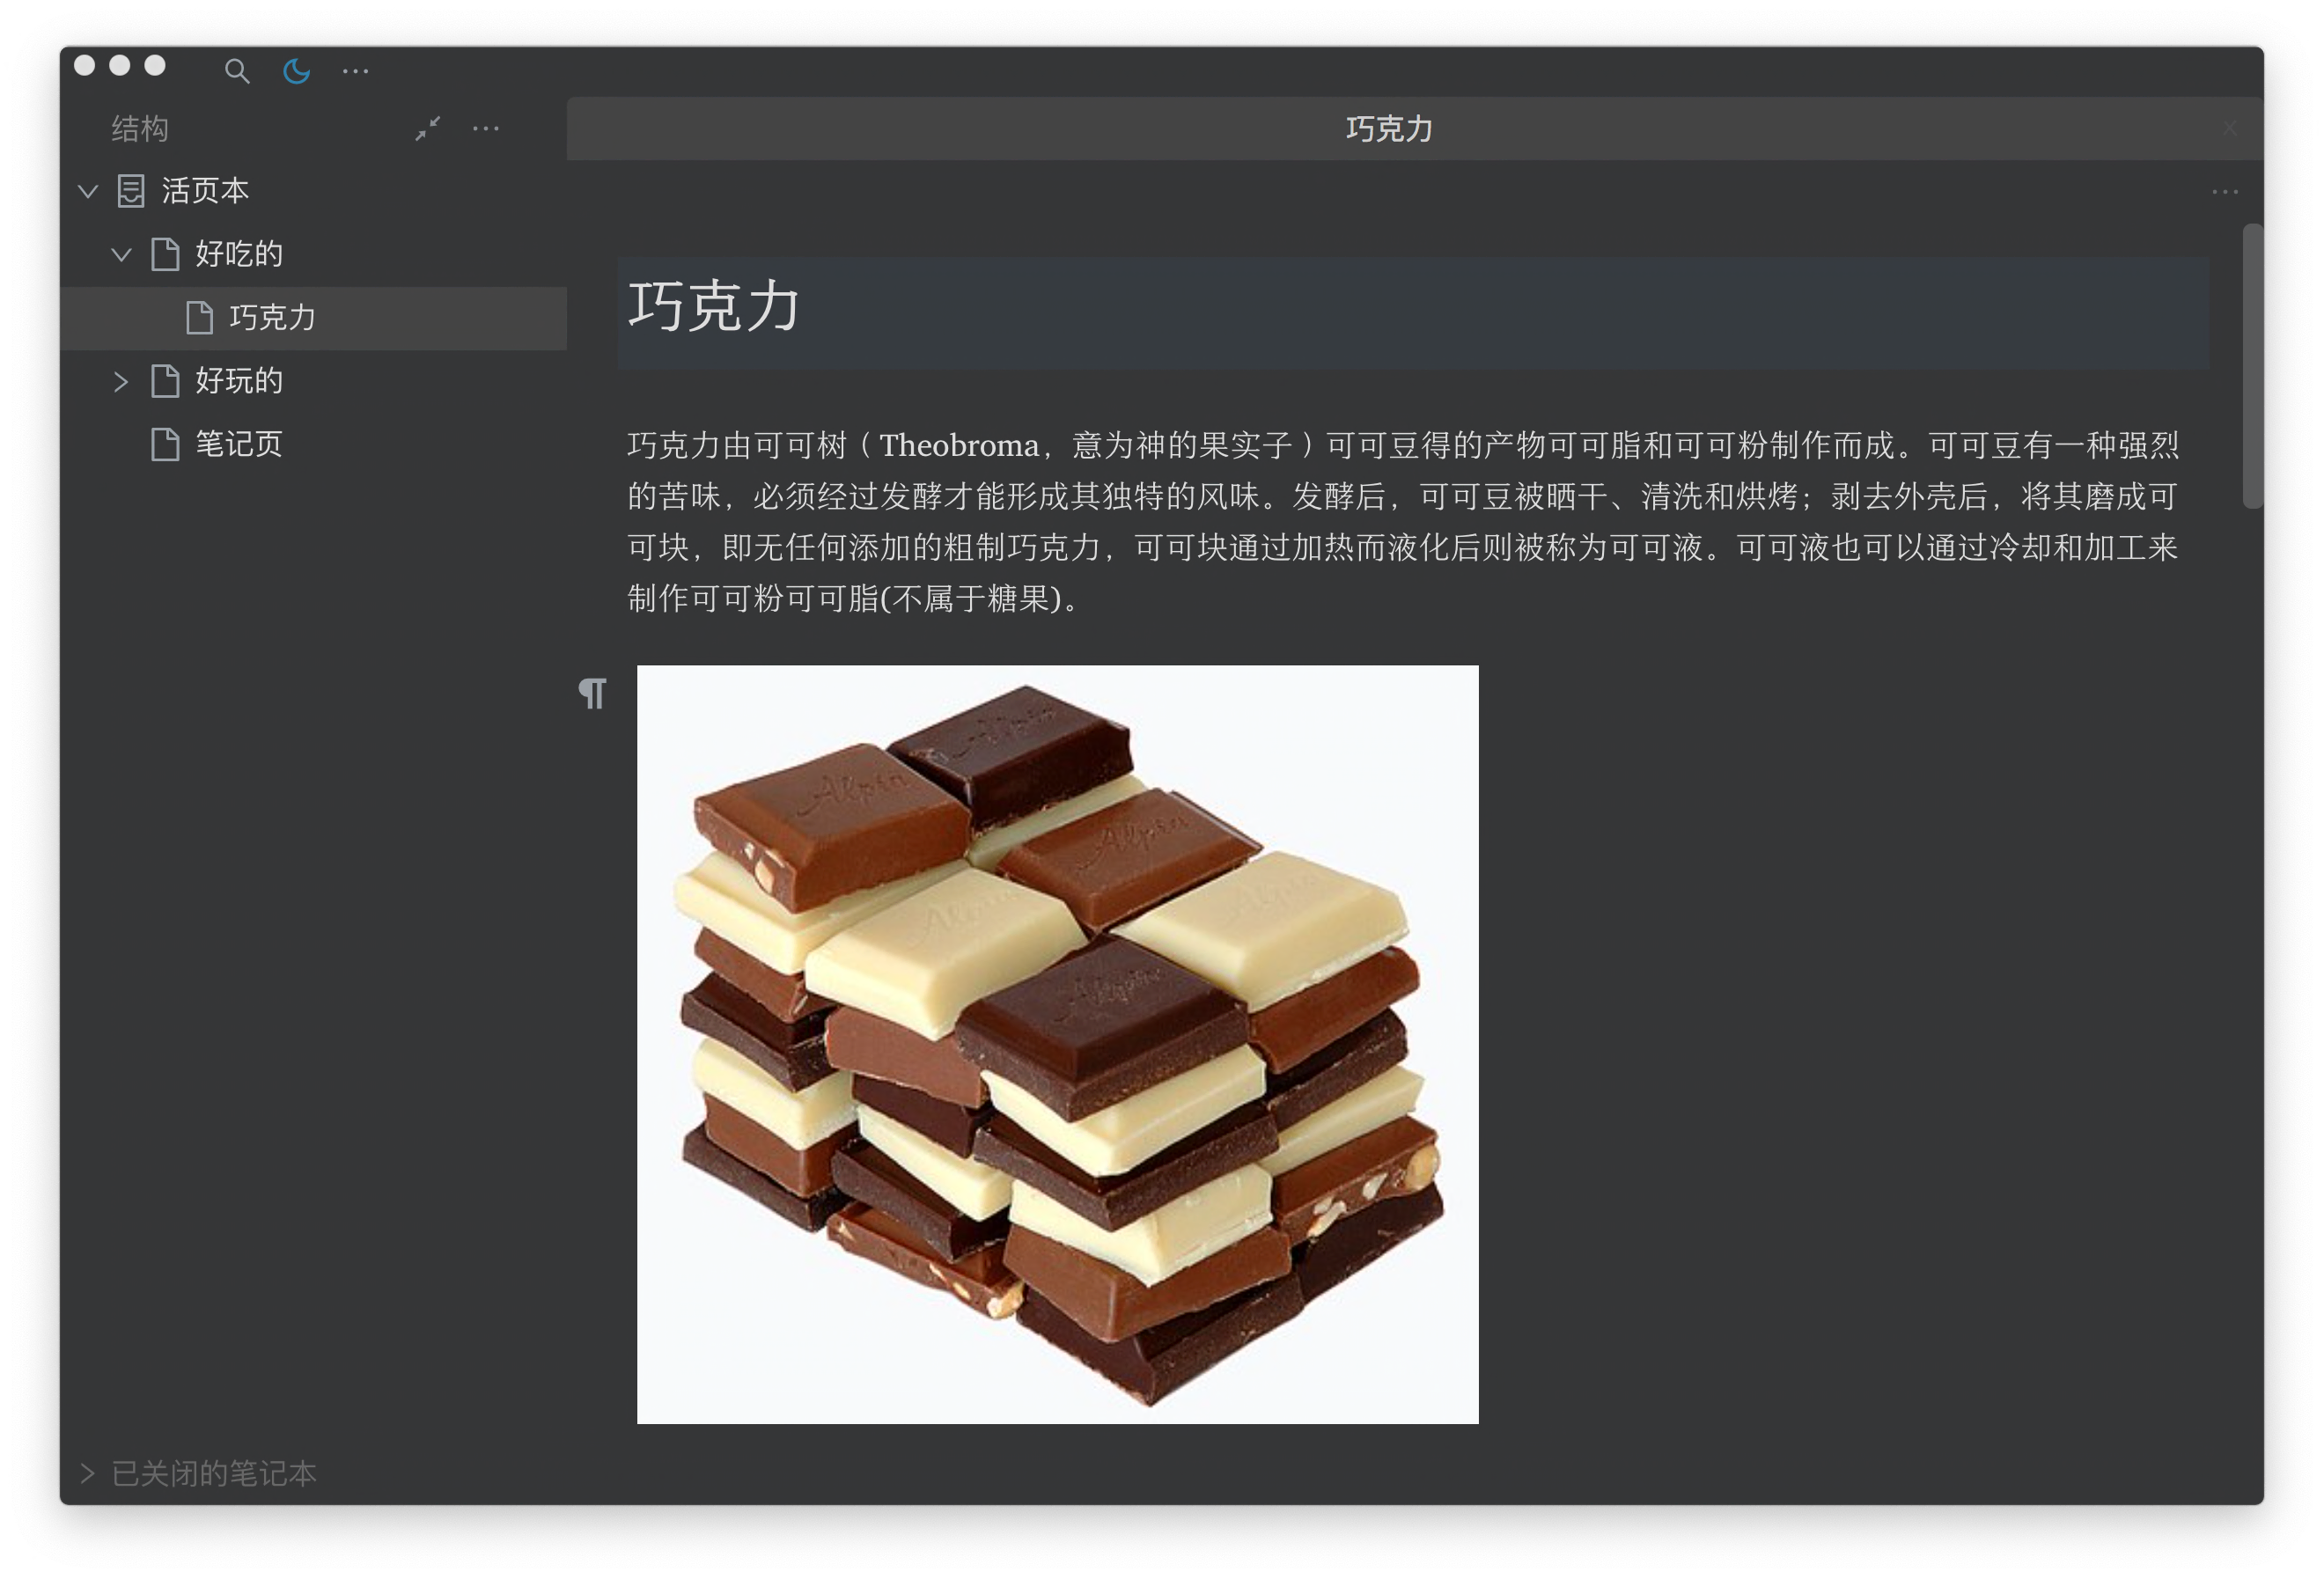 结构
巧克力
活页本
好吃的
巧克力
好玩的
笔记页
巧克力
巧克力由可可树（Theobroma，意为神的果实子）可可豆得的产物可可脂和可可粉制作而成。可可豆有一种强烈
的苦味，必须经过发酵才能形成其独特的风味。发酵后，可可豆被晒干、清洗和烘烤；剥去外壳后，将其磨成可
可块，即无任何添加的粗制巧克力，可可块通过加热而液化后则被称为可可液。可可液也可以通过冷却和加工来
制作可可粉可可脂(不属于糖果)。
¶
Alpia
Alpia
Alpia
Alpia
Alpia
Alpia
已关闭的笔记本